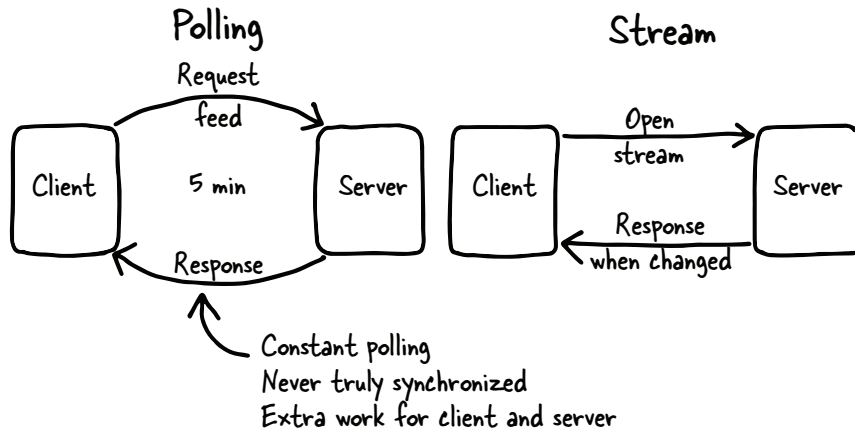 Polling
Request
feed
Client
5 min
Server
Response
Constant polling
Never truly synchronized
Extra work for client and server
Stream
Open
stream
Client
Server
Response
when changed